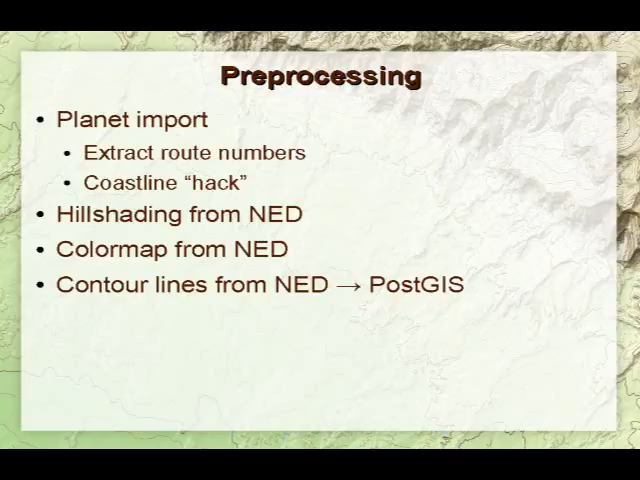 Preprocessing
• Planet import
• Extract route numbers
• Coastline “hack”
• Hillshading from NED
• Colormap from NED
• Contour lines from NED → PostGIS